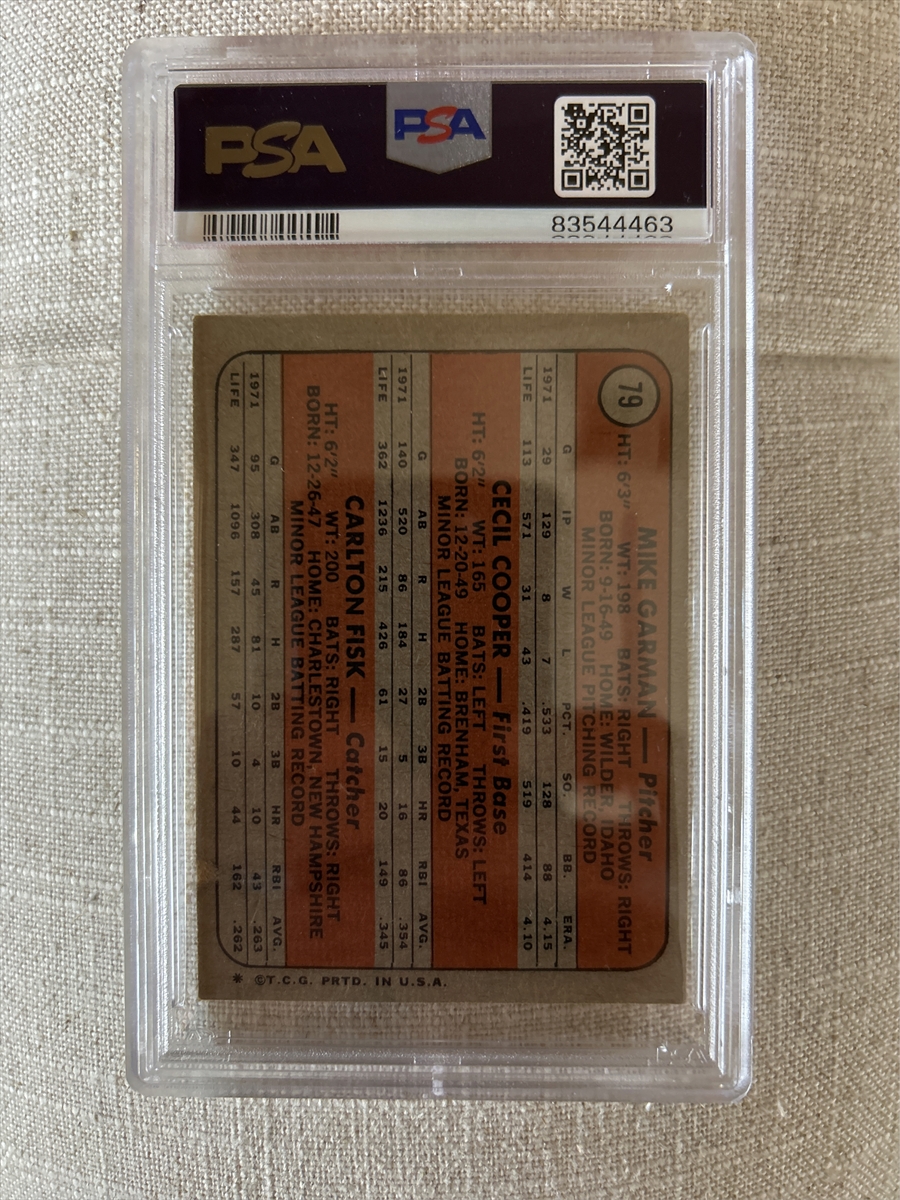 PSA
PSA
83544463
79
MIKE GARMAN — Pitcher
HT: 6'3" WT: 198 BATS: RIGHT THROWS: RIGHT
BORN: 9-16-49 HOME: WILDER, IDAHO
MINOR LEAGUE PITCHING RECORD
G IP W L PCT. SO. BB. ERA.
1971 29 129 8 7 .533 128 88 4.15
LIFE 113 571 31 43 .419 519 414 4.10
CECIL COOPER — First Base
HT: 6'2" WT: 165 BATS: LEFT THROWS: LEFT
BORN: 12-20-49 HOME: BRENHAM, TEXAS
MINOR LEAGUE BATTING RECORD
G AB R H 2B 3B HR RBI AVG.
1971 140 520 86 184 27 5 16 86 .354
LIFE 362 1236 215 426 61 15 20 149 .345
CARLTON FISK — Catcher
HT: 6'2" WT: 200 BATS: RIGHT THROWS: RIGHT
BORN: 12-26-47 HOME: CHARLESTOWN, NEW HAMPSHIRE
MINOR LEAGUE BATTING RECORD
G AB R H 2B 3B HR RBI AVG.
1971 95 308 45 81 10 4 10 43 .263
LIFE 347 1096 157 287 57 10 44 162 .262
* ©T.C.G. PRTD. IN U.S.A.